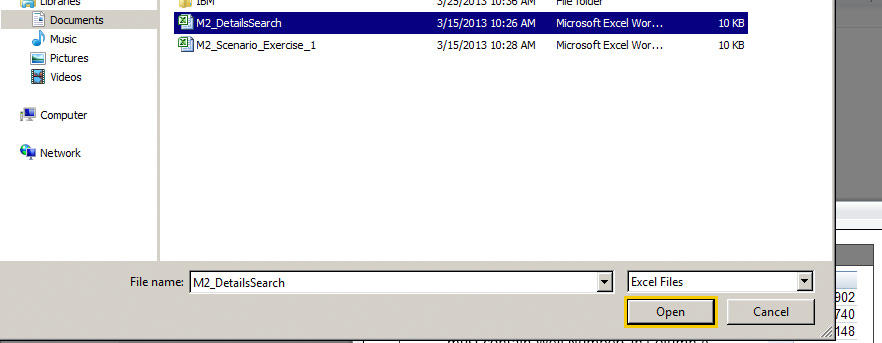 Libraries
IBM 3/25/2013 10:36 AM File folder
Documents M2_DetailsSearch 3/15/2013 10:26 AM Microsoft Excel Wor... 10 KB
Music M2_Scenario_Exercise_1 3/15/2013 10:28 AM Microsoft Excel Wor... 10 KB
Pictures
Videos
Computer
Network
File name: M2_DetailsSearch Excel Files
902
Open Cancel 740
148